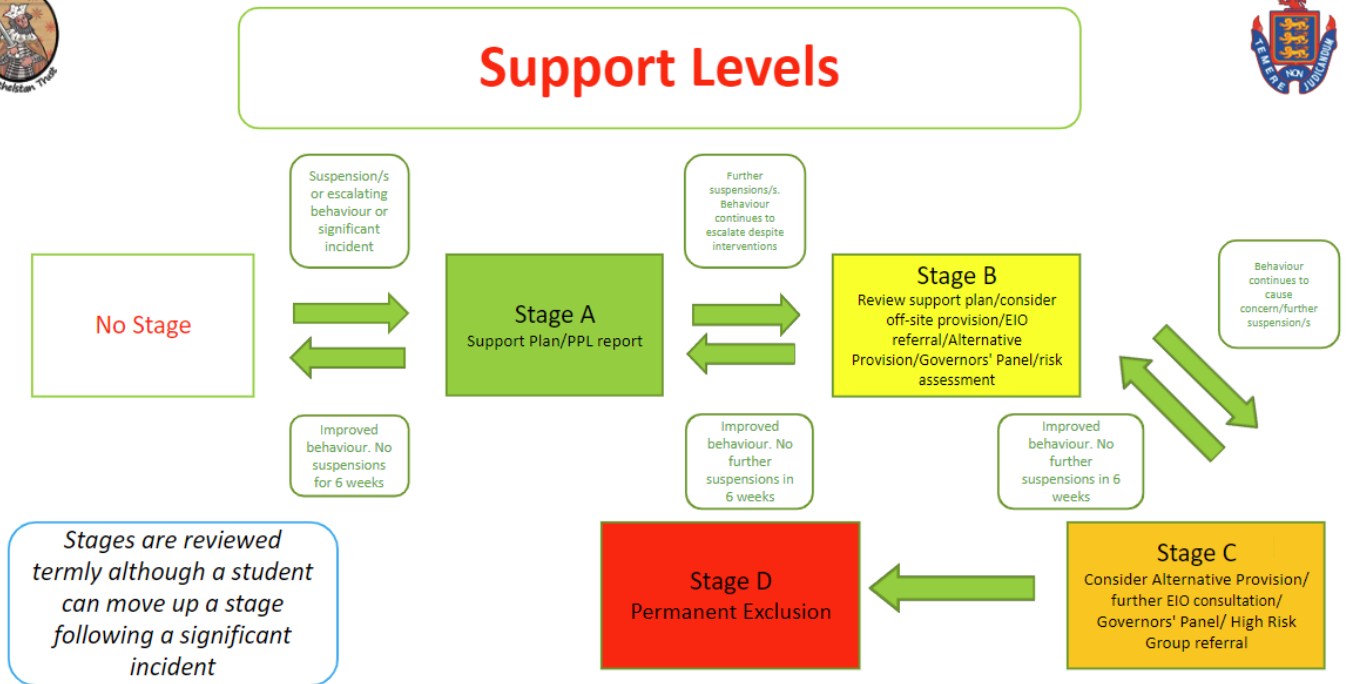 Support Levels
helstan Trust
TEMERE NOV JUDICANDUM
Suspension/s
or escalating
behaviour or
significant
incident
Further
suspensions/s.
Behaviour
continues to
escalate despite
interventions
Behaviour
continues to
cause
concern/further
suspension/s
No Stage
Stage A
Support Plan/PPL report
Stage B
Review support plan/consider
off-site provision/EIO
referral/Alternative
Provision/Governors' Panel/risk
assessment
Improved
behaviour. No
suspensions
for 6 weeks
Improved
behaviour. No
further
suspensions in
6 weeks
Improved
behaviour. No
further
suspensions in 6
weeks
Stages are reviewed
termly although a student
can move up a stage
following a significant
incident
Stage D
Permanent Exclusion
Stage C
Consider Alternative Provision/
further EIO consultation/
Governors' Panel/ High Risk
Group referral